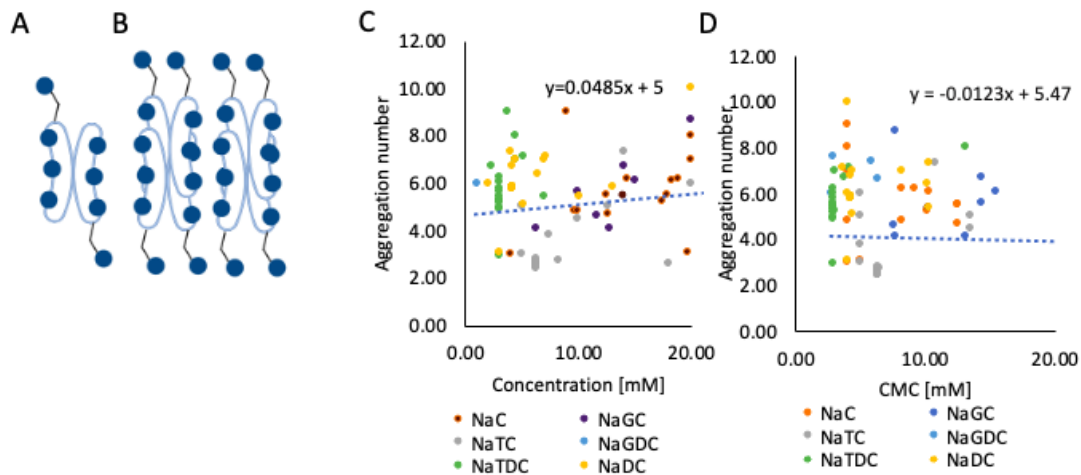 A
B
C
12.00
10.00
8.00
6.00
4.00
2.00
0.00
Aggregation number
y=0.0485x + 5
0.00
10.00
20.00
Concentration [mM]
NaC
NaGC
NaTC
NaGDC
NaTDC
NaDC
D
12.00
10.00
8.00
6.00
4.00
2.00
0.00
Aggregation number
y = -0.0123x + 5.47
0.00
10.00
20.00
CMC [mM]
NaC
NaGC
NaTC
NaGDC
NaTDC
NaDC